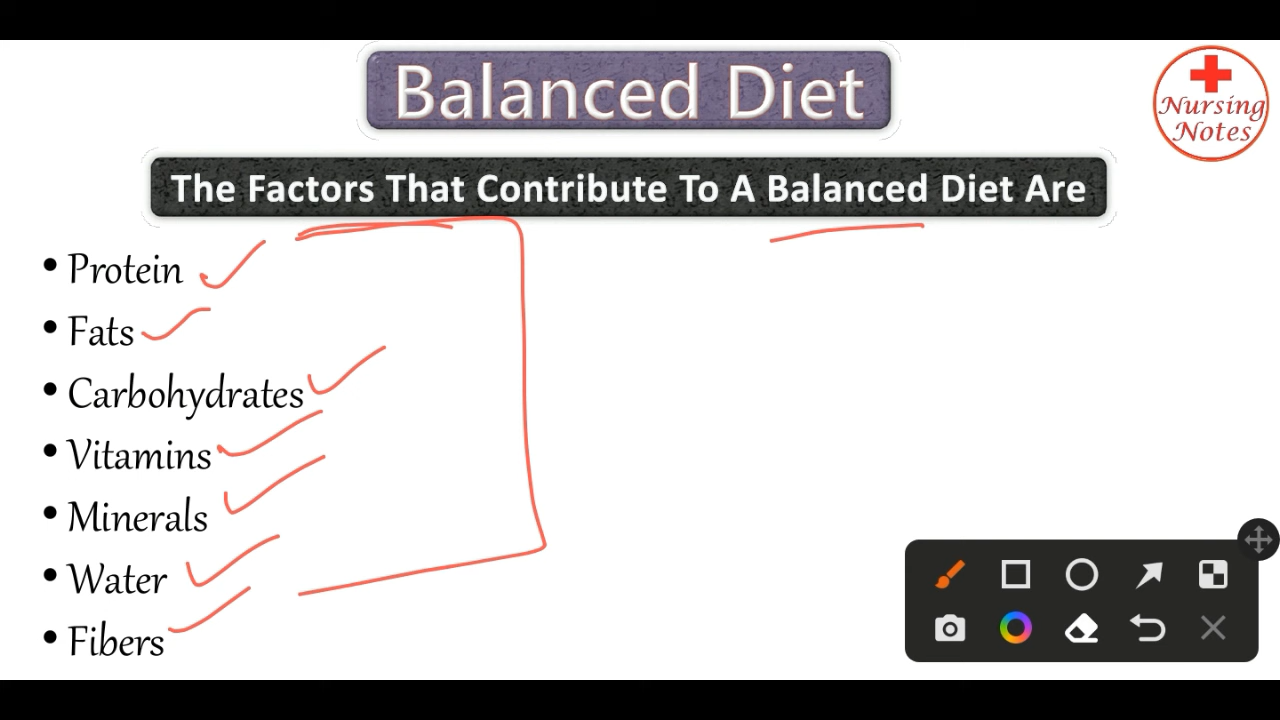 Balanced Diet
Nursing
Notes
The Factors That Contribute To A Balanced Diet Are
• Protein
• Fats
• Carbohydrates
• Vitamins
• Minerals
• Water
• Fibers